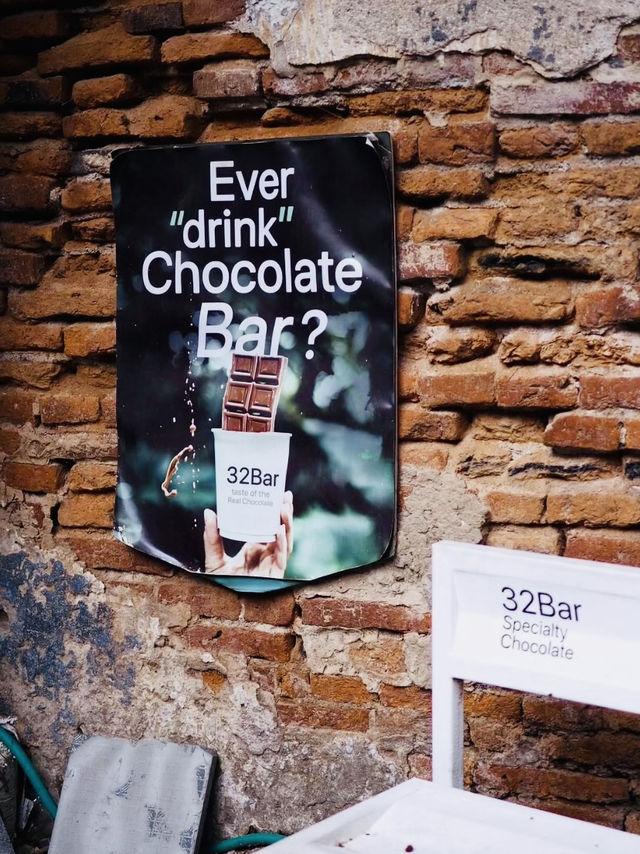 Ever
"drink"
Chocolate
Bar?
32Bar
taste of the
Real Chocolate
32Bar
Specialty
Chocolate